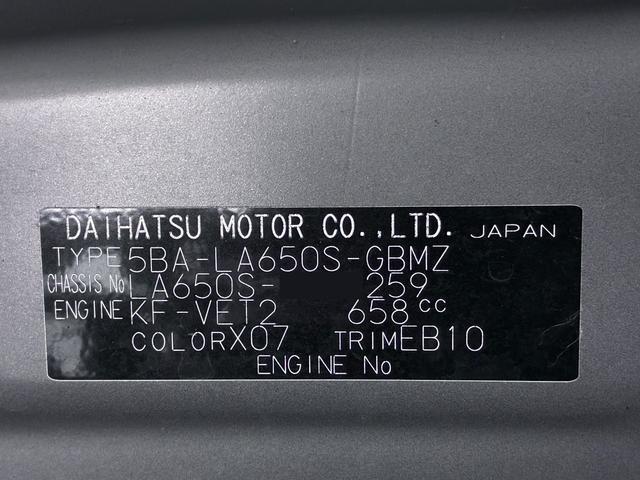 DAIHATSU MOTOR CO.,LTD. JAPAN
TYPE 5BA-LA650S-GBMZ
CHASSIS No LA650S- 259
ENGINE KF-VET2 658cc
COLOR X07 TRIM EB10
ENGINE No